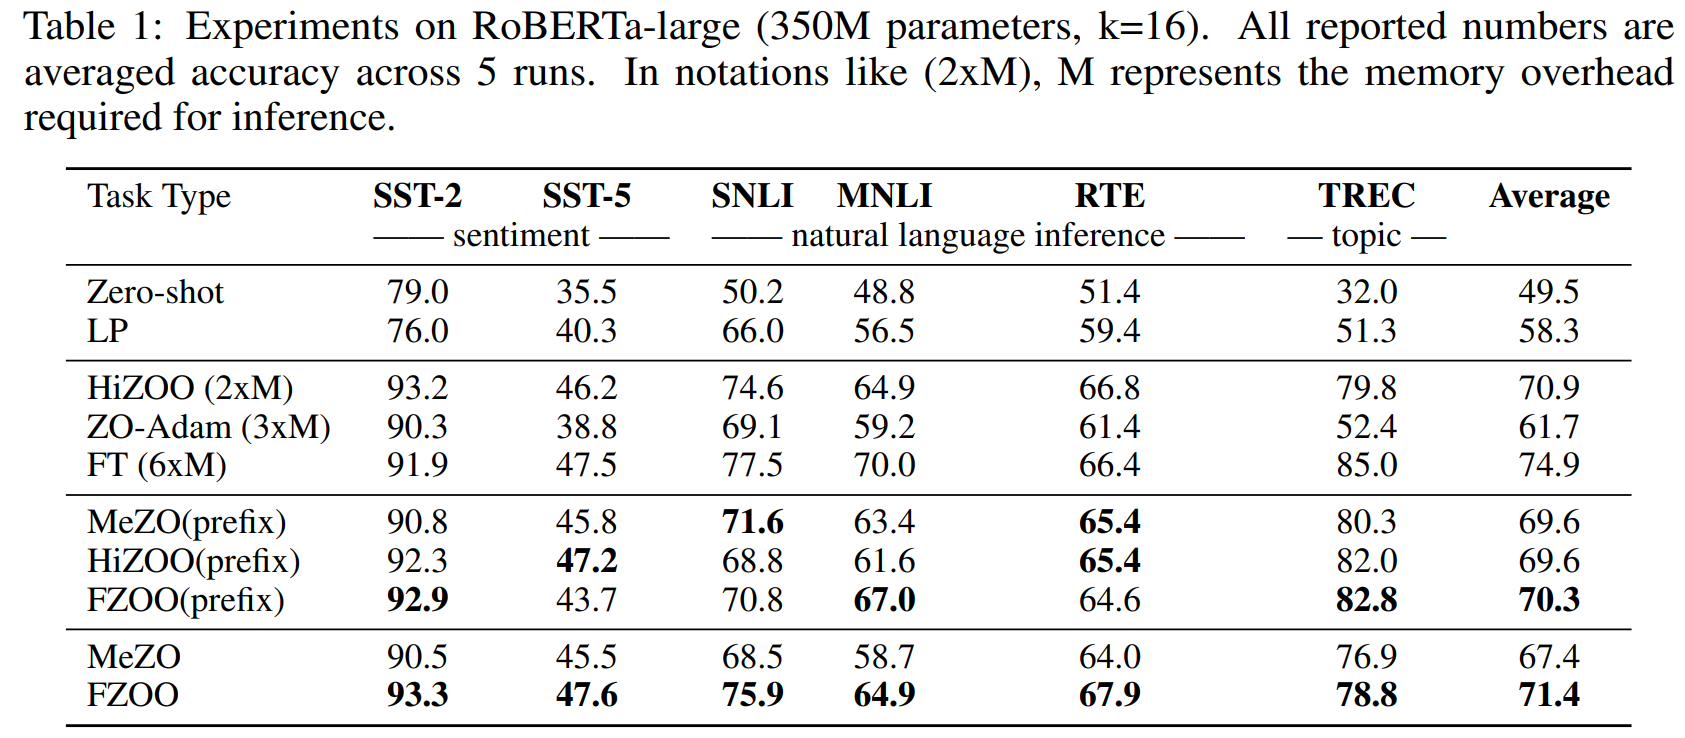 Table 1: Experiments on RoBERTa-large (350M parameters, k=16). All reported numbers are
averaged accuracy across 5 runs. In notations like (2xM), M represents the memory overhead
required for inference.
Task Type SST-2 SST-5 SNLI MNLI RTE TREC Average
—— sentiment —— —— natural language inference —— — topic —
Zero-shot 79.0 35.5 50.2 48.8 51.4 32.0 49.5
LP 76.0 40.3 66.0 56.5 59.4 51.3 58.3
HiZOO (2xM) 93.2 46.2 74.6 64.9 66.8 79.8 70.9
ZO-Adam (3xM) 90.3 38.8 69.1 59.2 61.4 52.4 61.7
FT (6xM) 91.9 47.5 77.5 70.0 66.4 85.0 74.9
MeZO(prefix) 90.8 45.8 71.6 63.4 65.4 80.3 69.6
HiZOO(prefix) 92.3 47.2 68.8 61.6 65.4 82.0 69.6
FZOO(prefix) 92.9 43.7 70.8 67.0 64.6 82.8 70.3
MeZO 90.5 45.5 68.5 58.7 64.0 76.9 67.4
FZOO 93.3 47.6 75.9 64.9 67.9 78.8 71.4